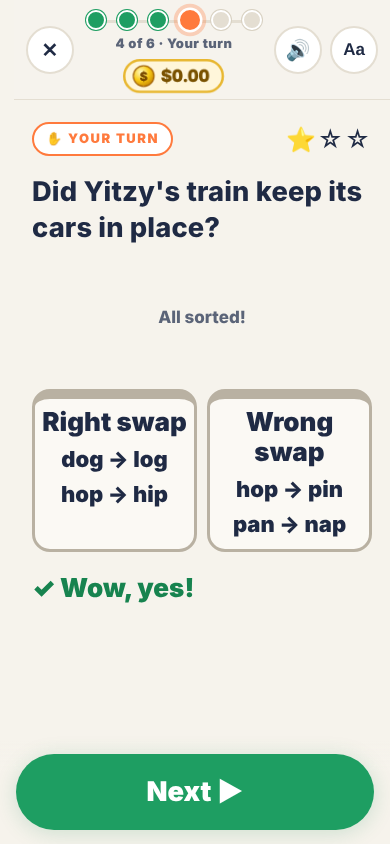 4 of 6 · Your turn
$ $0.00
Aa
YOUR TURN
Did Yitzy's train keep its
cars in place?
All sorted!
Right swap
dog → log
hop → hip
Wrong
swap
hop → pin
pan → nap
✓ Wow, yes!
Next ▶